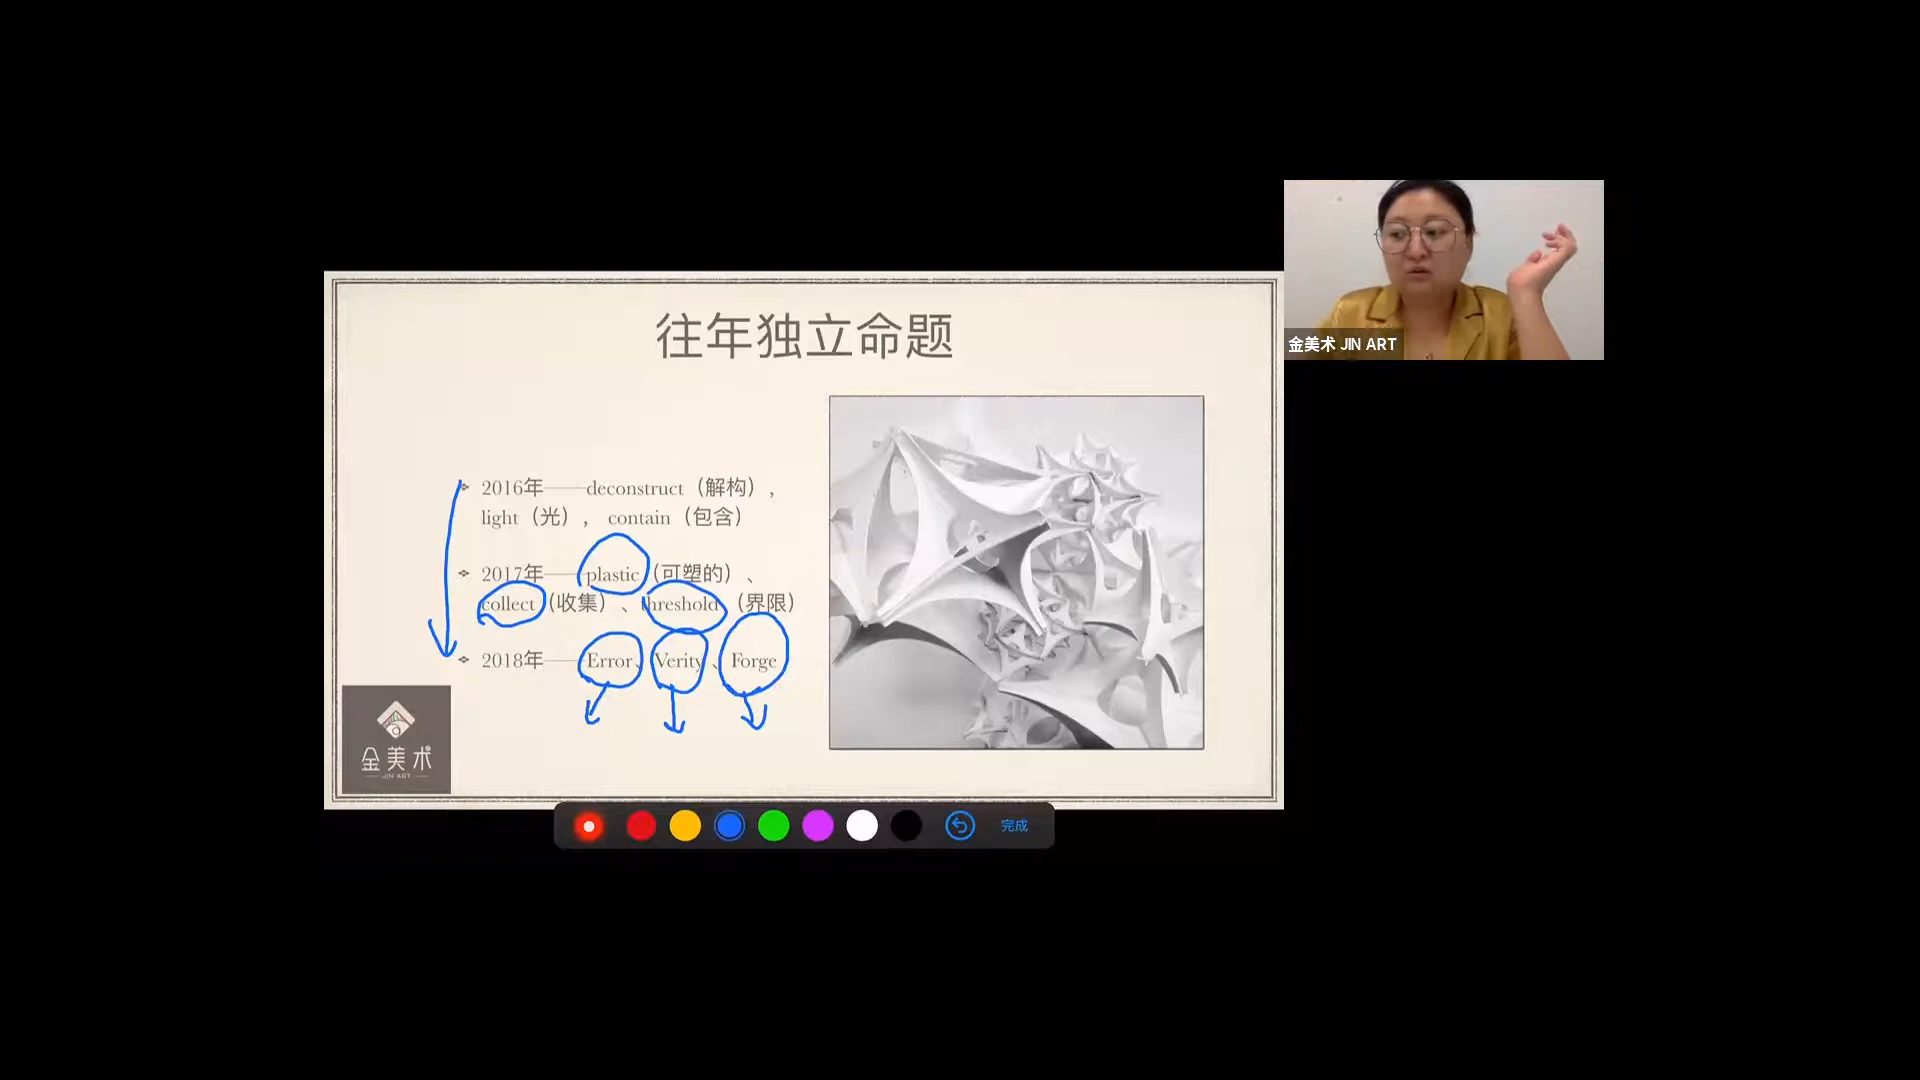 往年独立命题
2016年——deconstruct（解构），
light（光）， contain（包含）
2017年——plastic（可塑的）、
collect（收集）、threshold （界限）
2018年——Error、Verity、Forge
金美术
JIN ART
完成
金美术 JIN ART